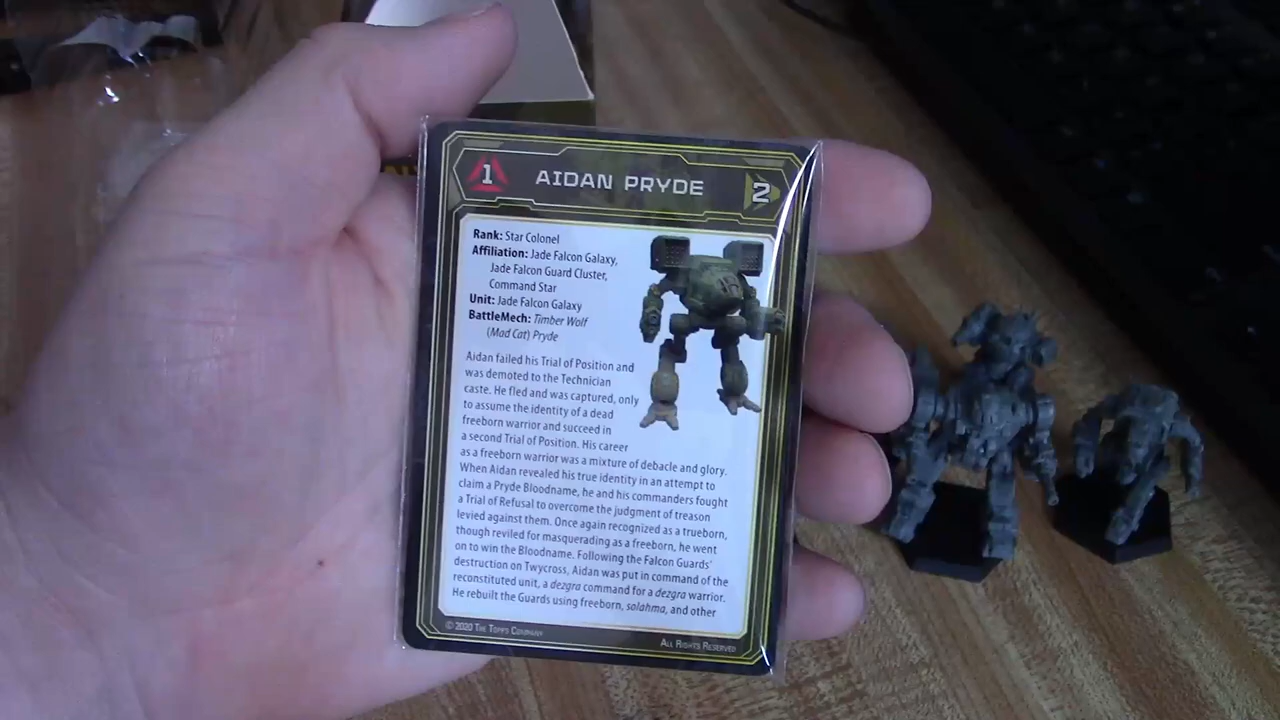 1 AIDAN PRYDE 2
Rank: Star Colonel
Affiliation: Jade Falcon Galaxy,
Jade Falcon Guard Cluster,
Command Star
Unit: Jade Falcon Galaxy
BattleMech: Timber Wolf
(Mad Cat) Pryde
Aidan failed his Trial of Position and
was demoted to the Technician
caste. He fled and was captured, only
to assume the identity of a dead
freeborn warrior and succeed in
a second Trial of Position. His career
as a freeborn warrior was a mixture of debacle and glory.
When Aidan revealed his true identity in an attempt to
claim a Pryde Bloodname, he and his commanders fought
a Trial of Refusal to overcome the judgment of treason
levied against them. Once again recognized as a trueborn,
though reviled for masquerading as a freeborn, he went
on to win the Bloodname. Following the Falcon Guards'
destruction on Twycross, Aidan was put in command of the
reconstituted unit, a dezgra command for a dezgra warrior.
He rebuilt the Guards using freeborn, solahma, and other
© 2020 The Topps Company All Rights Reserved